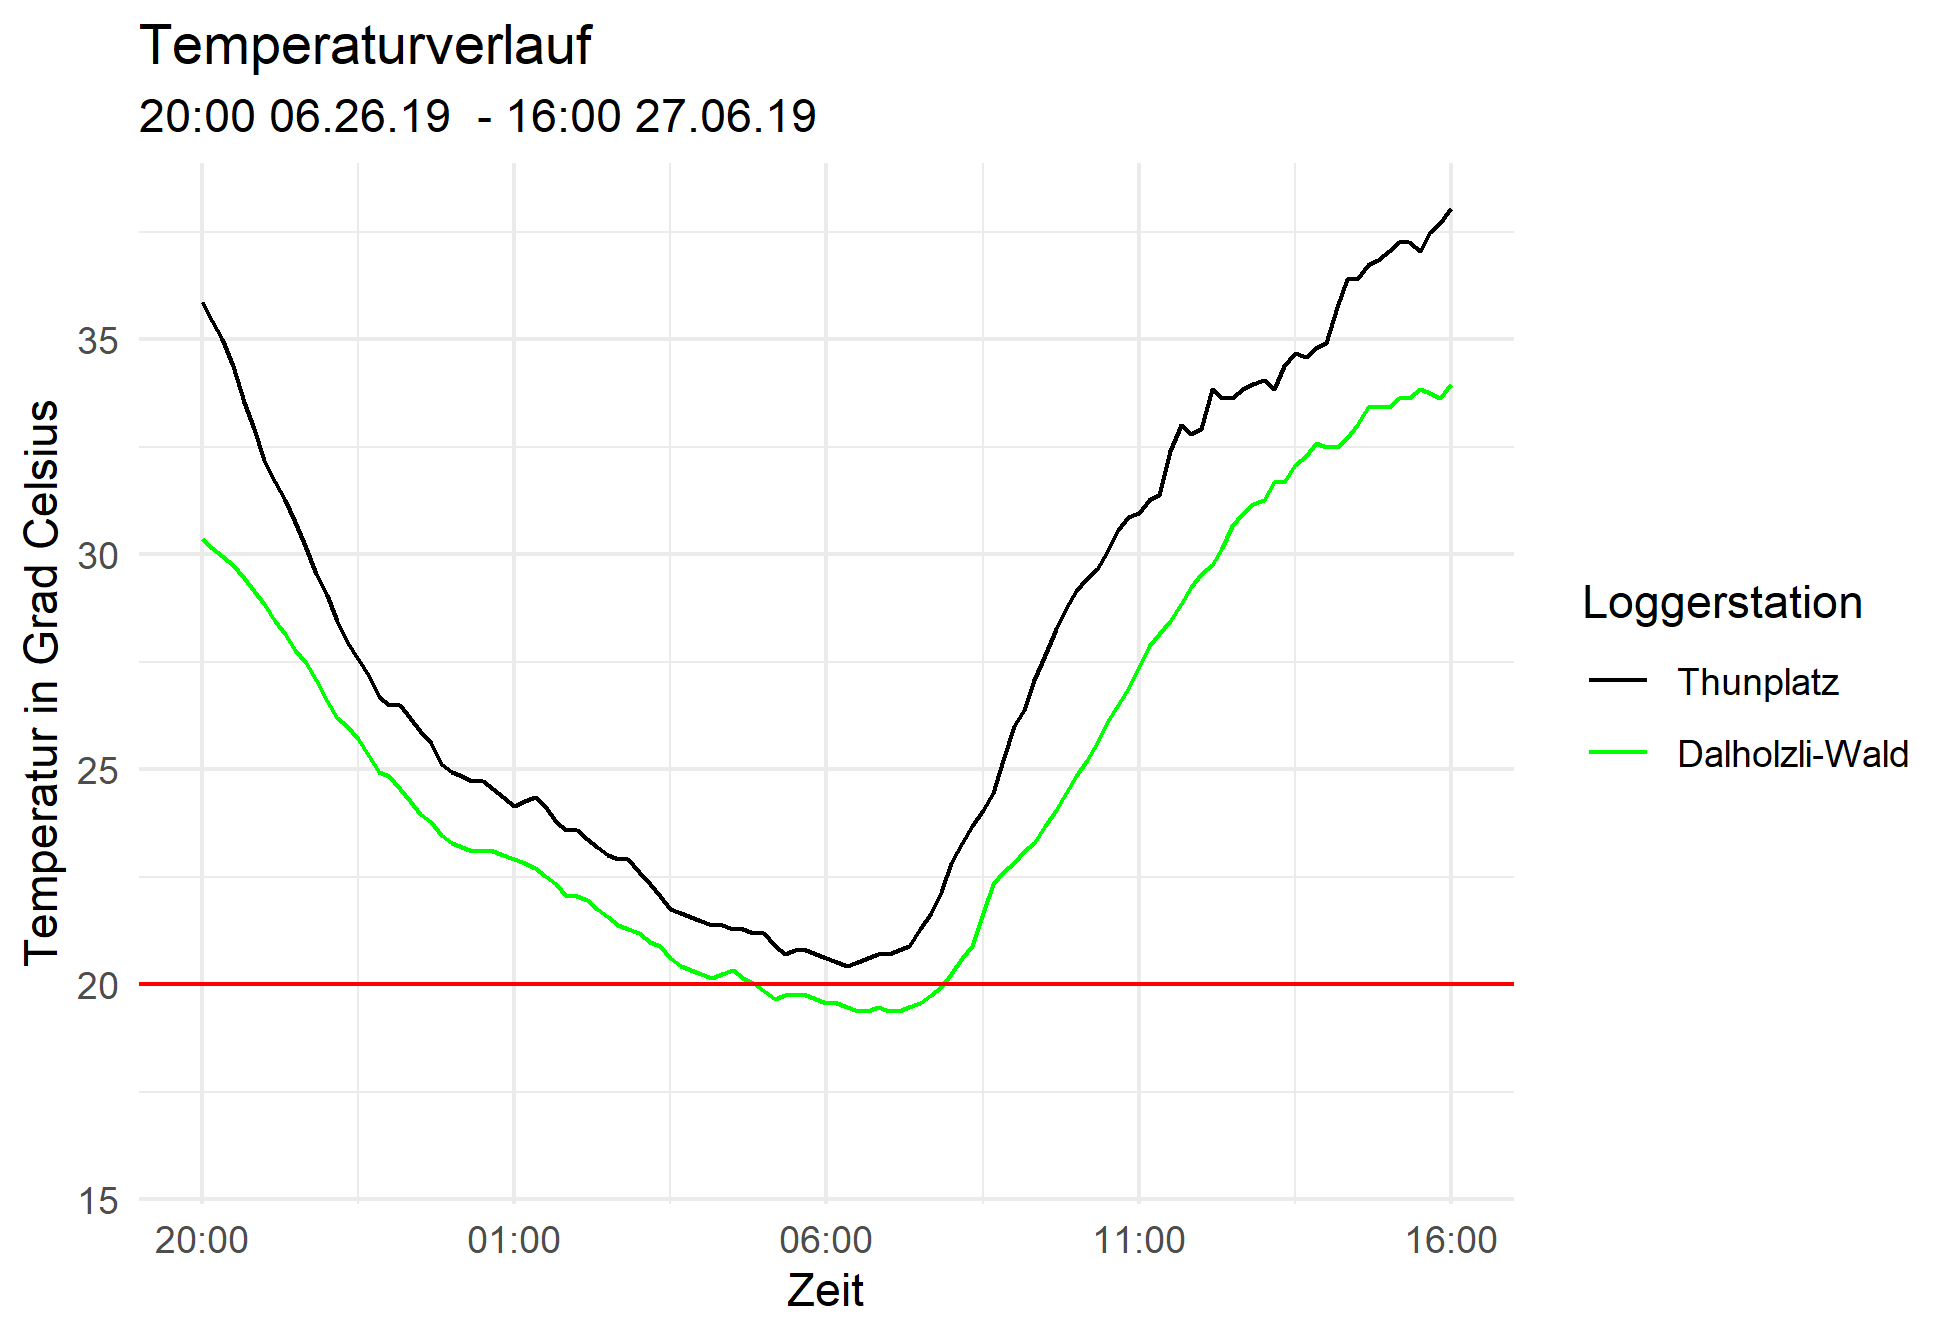 Temperaturverlauf
20:00 06.26.19  - 16:00 27.06.19
Temperatur in Grad Celsius
35
30
25
20
15
20:00 01:00 06:00 11:00 16:00
Zeit
Loggerstation
Thunplatz
Dalholzli-Wald